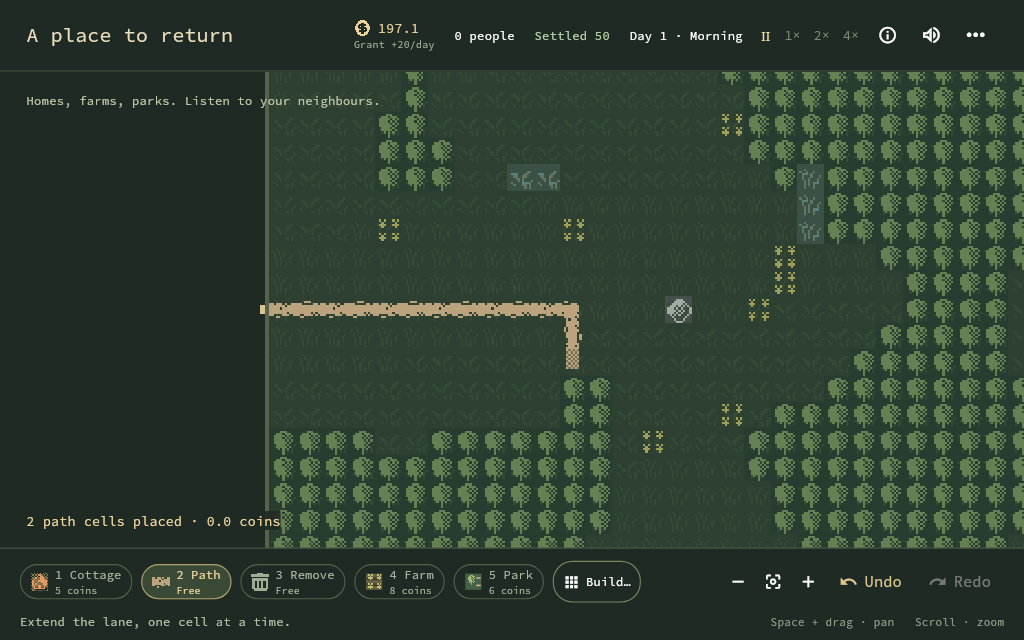 A place to return
197.1
Grant +20/day
0 people
Settled 50
Day 1 · Morning
II
1×
2×
4×
Homes, farms, parks. Listen to your neighbours.
2 path cells placed · 0.0 coins
1 Cottage
5 coins
2 Path
Free
3 Remove
Free
4 Farm
8 coins
5 Park
6 coins
Build…
Undo
Redo
Extend the lane, one cell at a time.
Space + drag · pan
Scroll · zoom